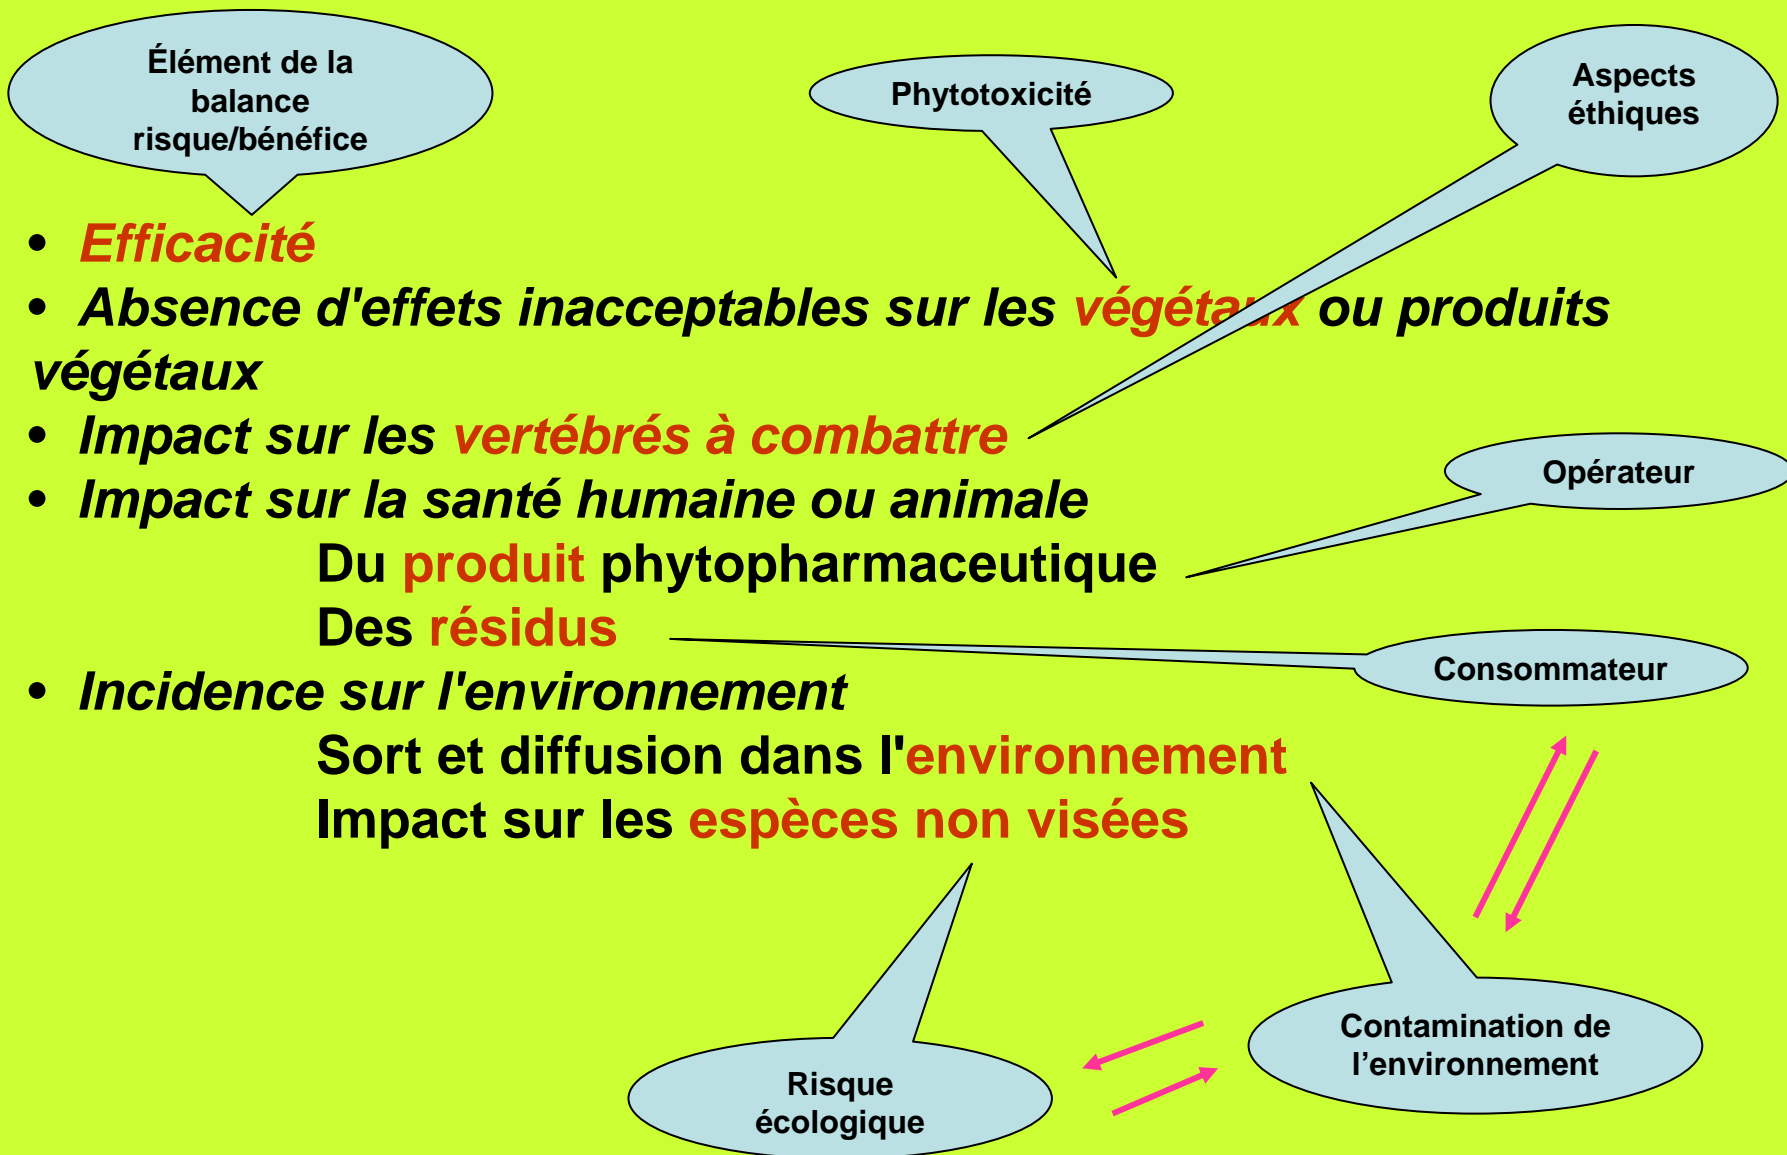 Élément de la
balance
risque/bénéfice
Phytotoxicité
Aspects
éthiques
• Efficacité
• Absence d'effets inacceptables sur les végétaux ou produits
végétaux
• Impact sur les vertébrés à combattre
• Impact sur la santé humaine ou animale
Opérateur
Du produit phytopharmaceutique
Des résidus
Consommateur
• Incidence sur l'environnement
Sort et diffusion dans l'environnement
Impact sur les espèces non visées
Contamination de
l’environnement
Risque
écologique